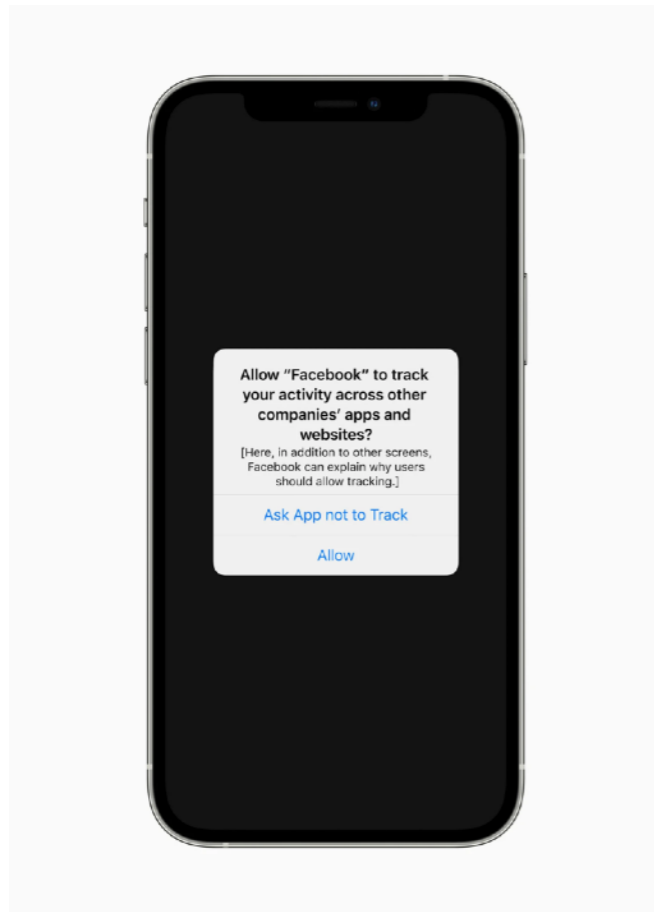 Allow “Facebook” to track
your activity across other
companies’ apps and
websites?
[Here, in addition to other screens,
Facebook can explain why users
should allow tracking.]
Ask App not to Track
Allow